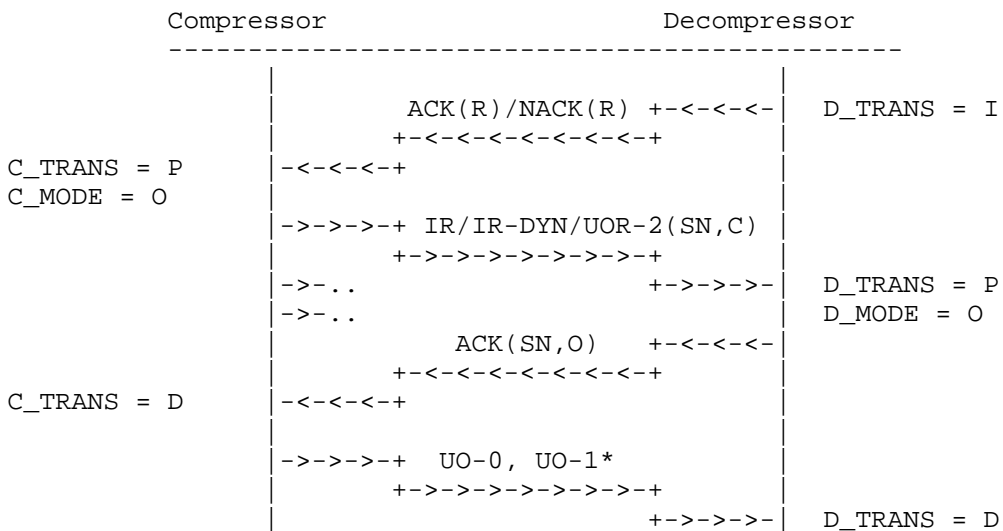 Compressor                     Decompressor
----------------------------------------------
|                                |
|        ACK(R)/NACK(R) +-<-<-<-|  D_TRANS = I
|       +-<-<-<-<-<-<-<-+       |
C_TRANS = P    |-<-<-<-+                       |
C_MODE = O     |                               |
|->->->-+ IR/IR-DYN/UOR-2(SN,C) |
|       +->->->->->->->-+       |
|->-..                  +->->->-|  D_TRANS = P
|->-..                          |  D_MODE = O
|           ACK(SN,O)   +-<-<-<-|
|       +-<-<-<-<-<-<-<-+       |
C_TRANS = D    |-<-<-<-+                       |
|                               |
|->->->-+  UO-0, UO-1*          |
|       +->->->->->->->-+       |
|                       +->->->-|  D_TRANS = D